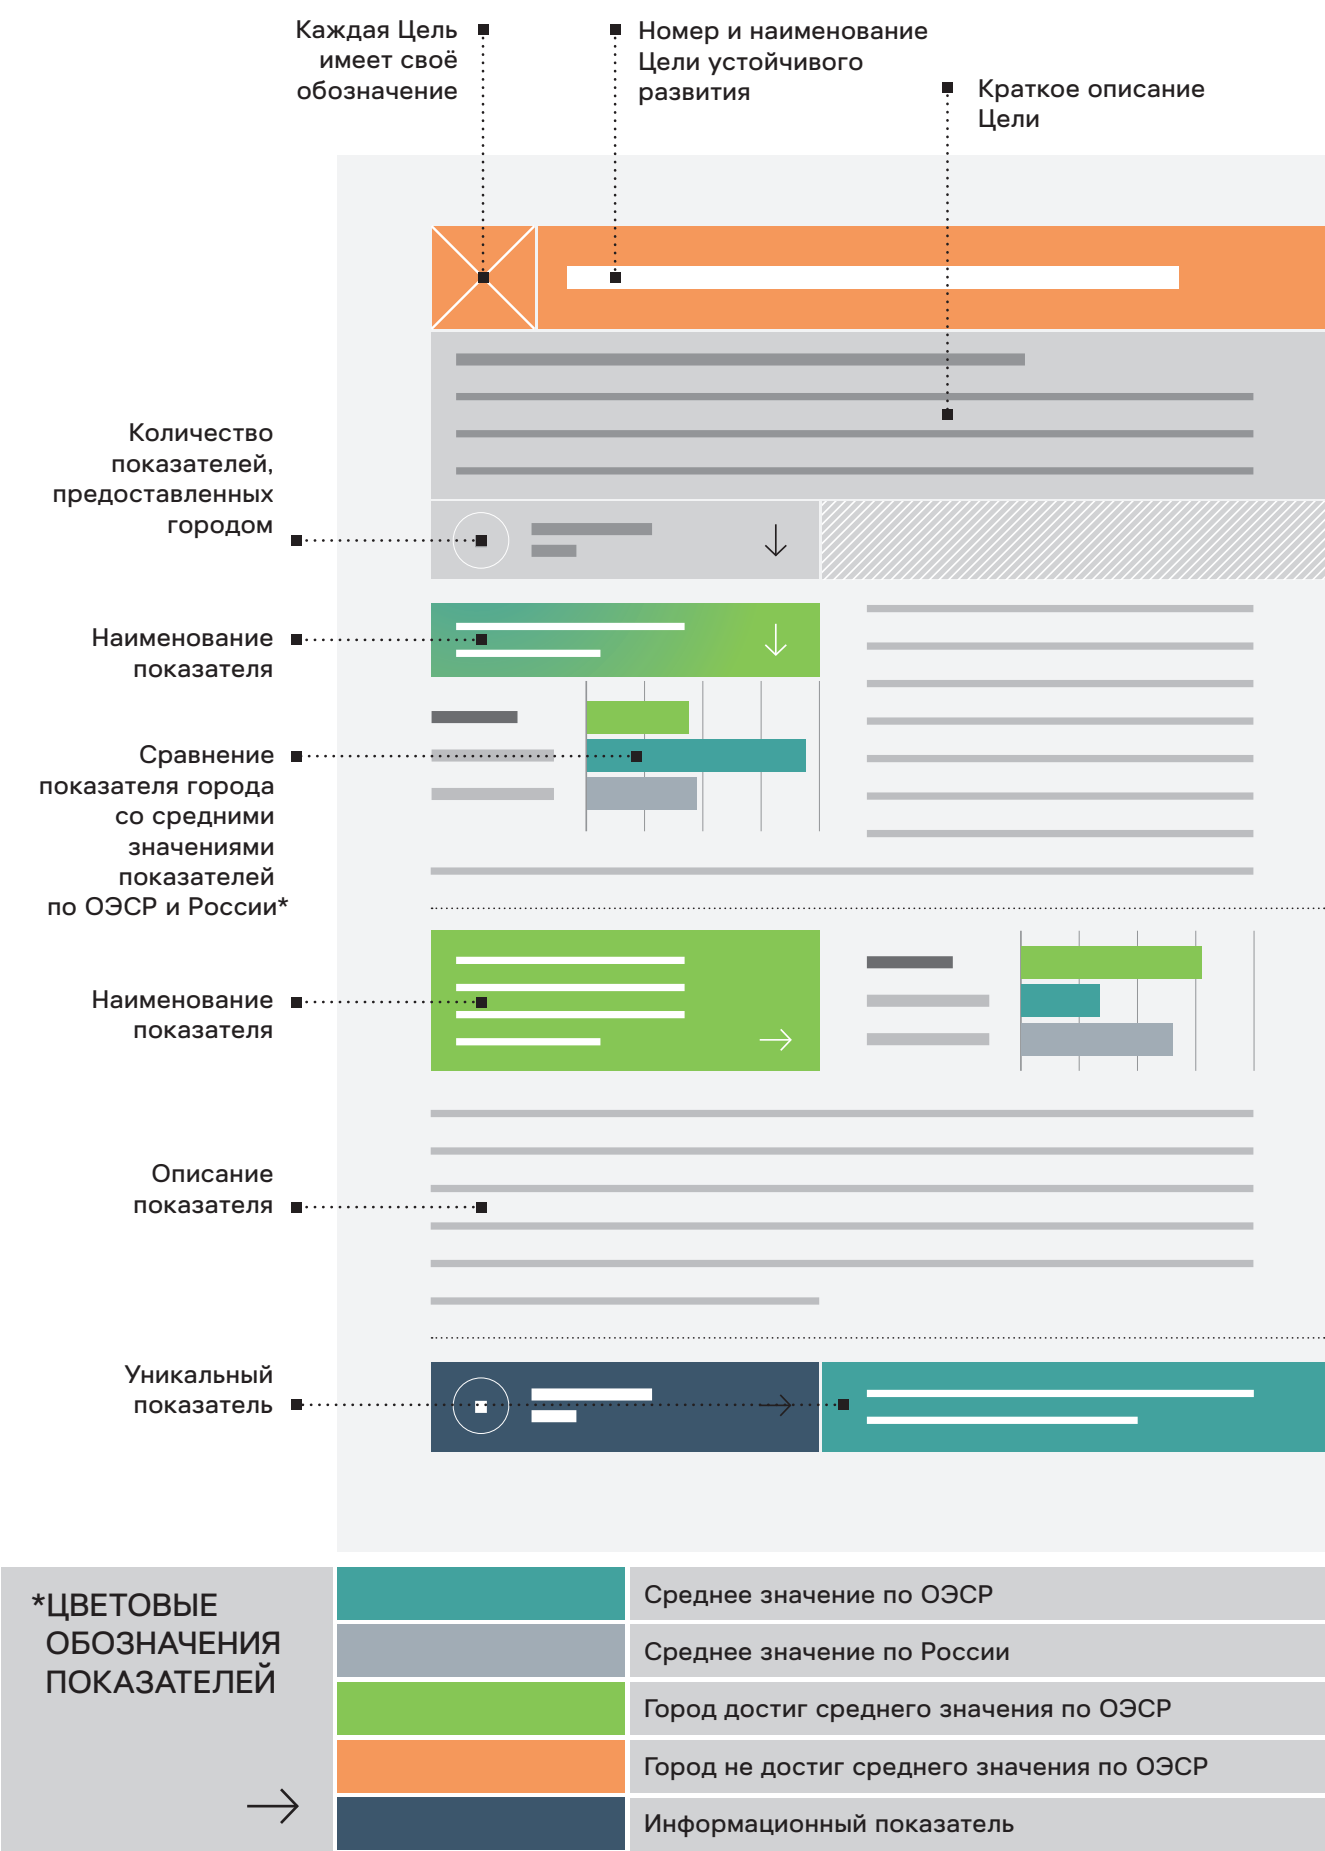 Каждая Цель
имеет своё
обозначение
Номер и наименование
Цели устойчивого
развития
Краткое описание
Цели
Количество
показателей,
предоставленных
городом
Наименование
показателя
Сравнение
показателя города
со средними
значениями
показателей
по ОЭСР и России*
Наименование
показателя
Описание
показателя
Уникальный
показатель
*ЦВЕТОВЫЕ
ОБОЗНАЧЕНИЯ
ПОКАЗАТЕЛЕЙ
Среднее значение по ОЭСР
Среднее значение по России
Город достиг среднего значения по ОЭСР
Город не достиг среднего значения по ОЭСР
Информационный показатель